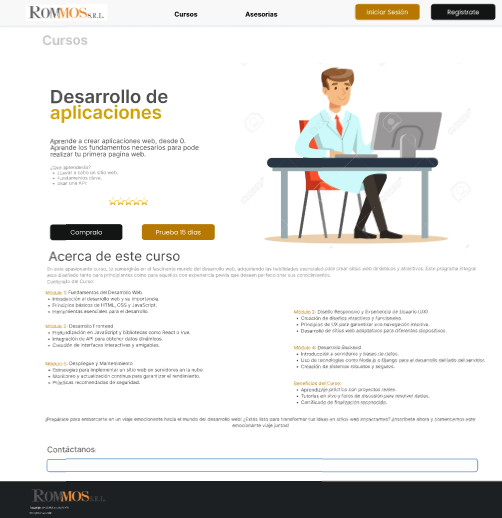 ROMMOS S.R.L.
Cursos
Asesorias
Iniciar Sesión
Registrate
Cursos
Desarrollo de
aplicaciones
Aprende a crear aplicaciones web, desde 0.
Aprende los fundamentos necesarios para pode
realizar tu primera pagina web.
¿Qué aprenderás?
Llevar a cabo un sitio web.
Fundamentos clave.
Usar una API
Compralo
Prueba 15 dias
Acerca de este curso
En este apasionante curso, te sumergirás en el fascinante mundo del desarrollo web, adquiriendo las habilidades esenciales para crear sitios web dinámicos y atractivos. Este programa integral
está diseñado tanto para principiantes como para aquellos con experiencia previa que deseen perfeccionar sus conocimientos.
Contenido del Curso:
Módulo 1: Fundamentos del Desarrollo Web
Introducción al desarrollo web y su importancia.
Principios básicos de HTML, CSS y JavaScript.
Herramientas esenciales para el desarrollo.
Módulo 2: Diseño Responsivo y Experiencia de Usuario (UX)
Creación de diseños atractivos y funcionales.
Principios de UX para garantizar una navegación intuitiva.
Desarrollo de sitios web adaptables para diferentes dispositivos.
Módulo 3: Desarrollo Frontend
Profundización en JavaScript y bibliotecas como React o Vue.
Integración de API para obtener datos dinámicos.
Creación de interfaces interactivas y amigables.
Módulo 4: Desarrollo Backend
Introducción a servidores y bases de datos.
Uso de tecnologías como Node.js o Django para el desarrollo del lado del servidor.
Creación de sistemas robustos y seguros.
Módulo 5: Despliegue y Mantenimiento
Estrategias para implementar un sitio web en servidores en la nube.
Monitoreo y actualización continua para garantizar el rendimiento.
Prácticas recomendadas de seguridad.
Beneficios del Curso:
Aprendizaje práctico con proyectos reales.
Tutorías en vivo y foros de discusión para resolver dudas.
Certificado de finalización reconocido.
¡Prepárate para embarcarte en un viaje emocionante hacia el mundo del desarrollo web! ¿Estás listo para transformar tus ideas en sitios web impactantes? ¡Inscríbete ahora y comencemos este
emocionante viaje juntos!
Contáctanos
ROMMOS S.R.L.